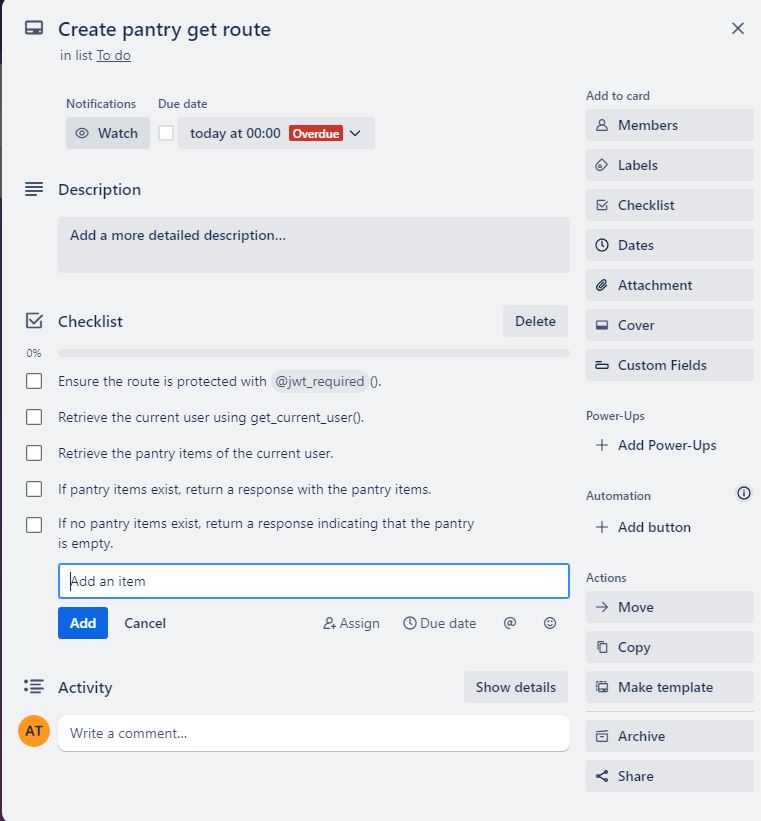 Create pantry get route
in list To do
Notifications
Due date
Watch
today at 00:00 Overdue
Description
Add a more detailed description...
Checklist
Delete
0%
Ensure the route is protected with @jwt_required ().
Retrieve the current user using get_current_user().
Retrieve the pantry items of the current user.
If pantry items exist, return a response with the pantry items.
If no pantry items exist, return a response indicating that the pantry
is empty.
Add an item
Add
Cancel
Assign
Due date
@
Activity
Show details
AT
Write a comment...
Add to card
Members
Labels
Checklist
Dates
Attachment
Cover
Custom Fields
Power-Ups
+ Add Power-Ups
Automation
+ Add button
Actions
Move
Copy
Make template
Archive
Share